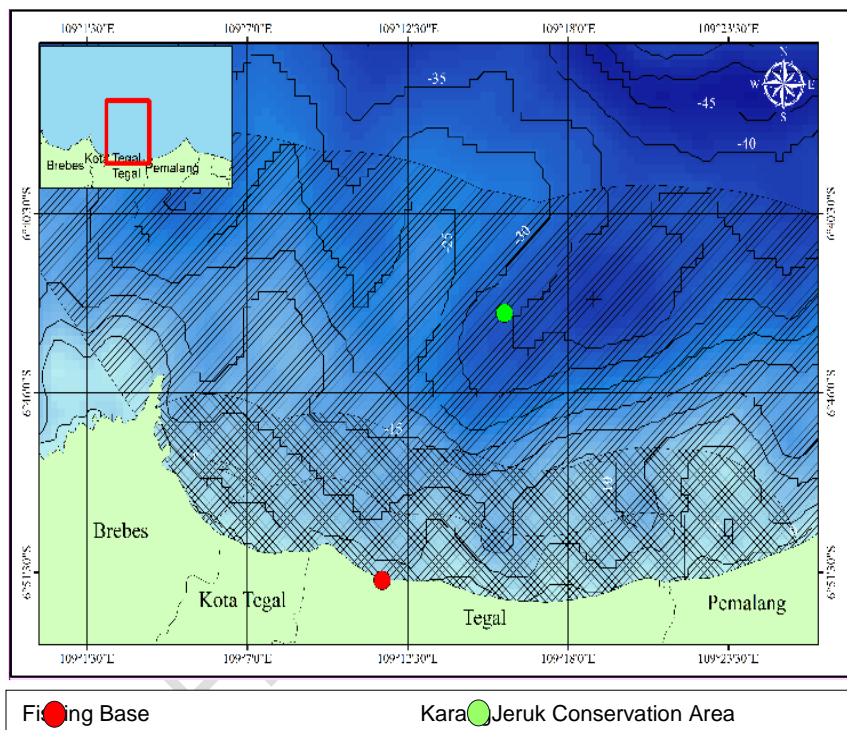 109°1'30"E 109°7'0"E 109°12'30"E 109°18'0"E 109°23'30"E
-35
-45
N
W E
S
-40
Brebes Kota Tegal Pemalang
Tegal
6°40'30"S 6°40'30"S
-25
-30
6°46'0"S 6°46'0"S
-15
-10
Brebes
6°51'30"S 6°51'30"S
Kota Tegal
Tegal
Pemalang
109°1'30"E 109°7'0"E 109°12'30"E 109°18'0"E 109°23'30"E
Fishing Base Karang Jeruk Conservation Area